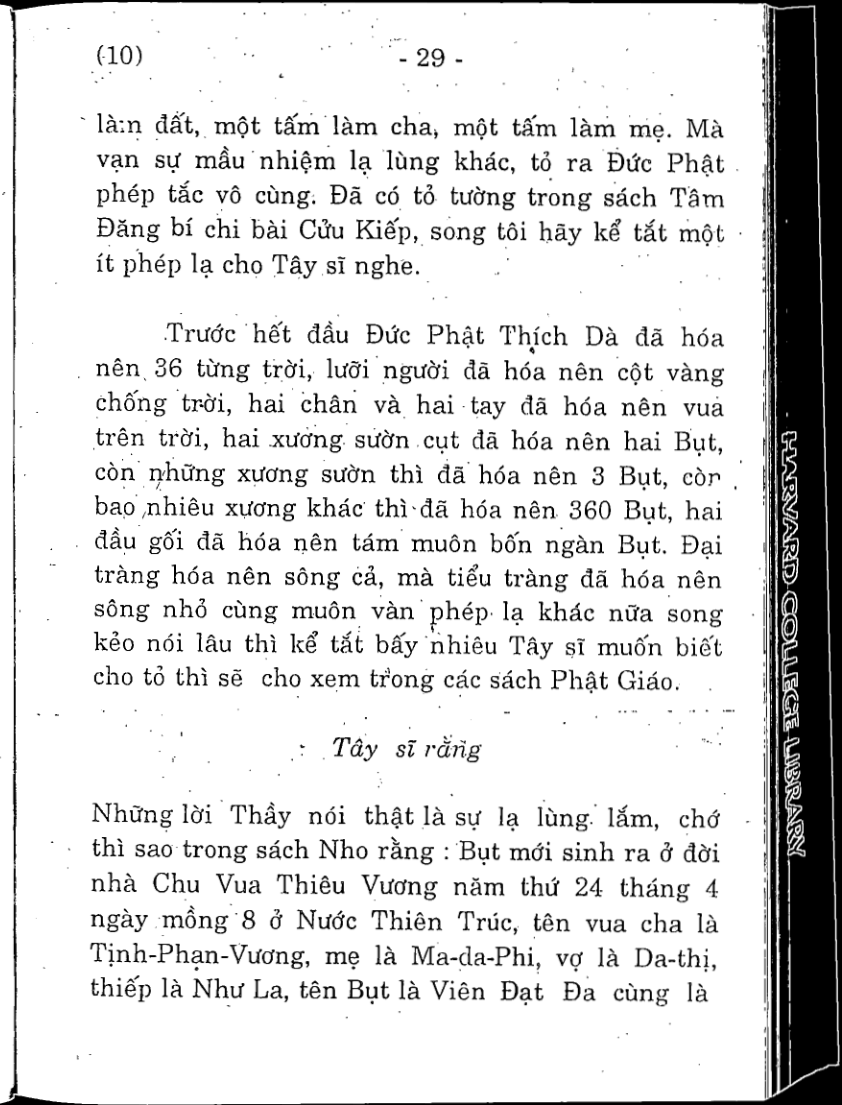 (10)
- 29 -
làm đất, một tấm làm cha, một tấm làm mẹ. Mà
vạn sự mầu nhiệm lạ lùng khác, tỏ ra Đức Phật
phép tắc vô cùng. Đã có tỏ tường trong sách Tâm
Đăng bí chi bài Cửu Kiếp, song tôi hãy kể tắt một
ít phép lạ cho Tây sĩ nghe.
Trước hết đầu Đức Phật Thích Dà đã hóa
nên 36 từng trời, lưỡi người đã hóa nên cột vàng
chống trời, hai chân và hai tay đã hóa nên vua
trên trời, hai xương sườn cụt đã hóa nên hai Bụt,
còn những xương sườn thì đã hóa nên 3 Bụt, còn
bao nhiêu xương khác thì đã hóa nên 360 Bụt, hai
đầu gối đã hóa nên tám muôn bốn ngàn Bụt. Đại
tràng hóa nên sông cả, mà tiểu tràng đã hóa nên
sông nhỏ cùng muôn vàn phép lạ khác nữa song
kẻo nói lâu thì kể tắt bấy nhiêu Tây sĩ muốn biết
cho tỏ thì sẽ cho xem trong các sách Phật Giáo.
Tây sĩ rằng
Những lời Thầy nói thật là sự lạ lùng lắm, chớ
thì sao trong sách Nho rằng : Bụt mới sinh ra ở đời
nhà Chu Vua Thiêu Vương năm thứ 24 tháng 4
ngày mồng 8 ở Nước Thiên Trúc, tên vua cha là
Tịnh-Phạn-Vương, mẹ là Ma-da-Phi, vợ là Da-thị,
thiếp là Như La, tên Bụt là Viên Đạt Đa cùng là
HARVARD COLLEGE LIBRARY